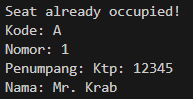 Seat already occupied!
Kode: A
Nomor: 1
Penumpang: Ktp: 12345
Nama: Mr. Krab